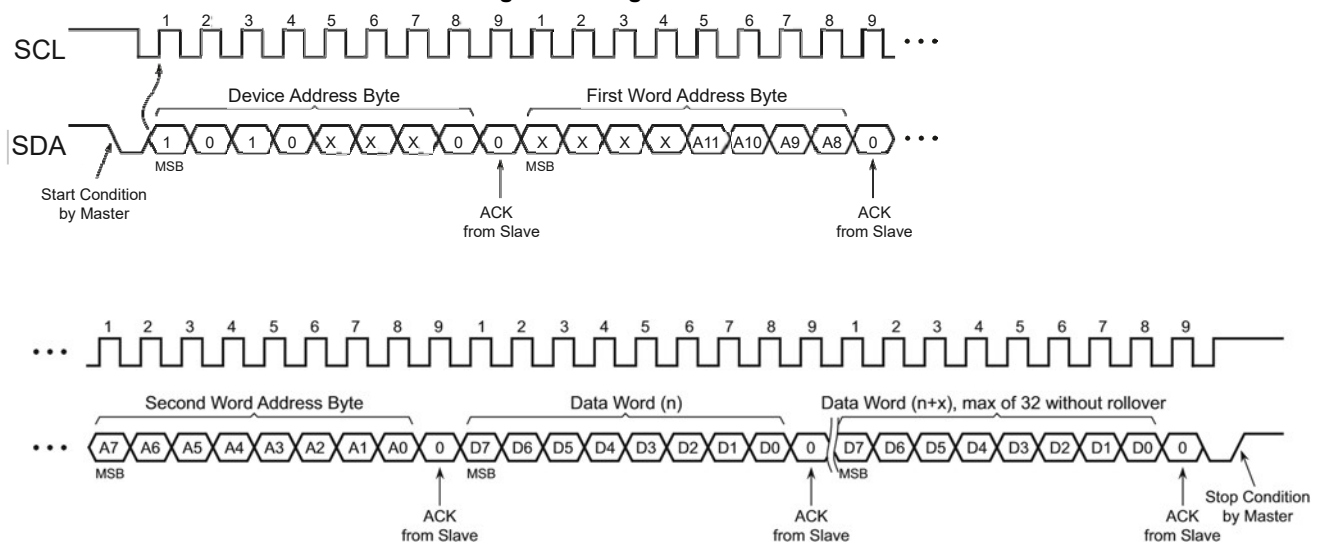 1 2 3 4 5 6 7 8 9 1 2 3 4 5 6 7 8 9
SCL
• • •
Device Address Byte First Word Address Byte
SDA
1 0 1 0 X X X 0 0 X X X X A11 A10 A9 A8 0
• • •
MSB MSB
Start Condition
by Master
ACK
from Slave
ACK
from Slave
1 2 3 4 5 6 7 8 9 1 2 3 4 5 6 7 8 9 1 2 3 4 5 6 7 8 9
• • •
Second Word Address Byte Data Word (n) Data Word (n+x), max of 32 without rollover
• • •
A7 A6 A5 A4 A3 A2 A1 A0 0 D7 D6 D5 D4 D3 D2 D1 D0 0 D7 D6 D5 D4 D3 D2 D1 D0 0
MSB MSB MSB
ACK
from Slave
ACK
from Slave
ACK
from Slave
Stop Condition
by Master